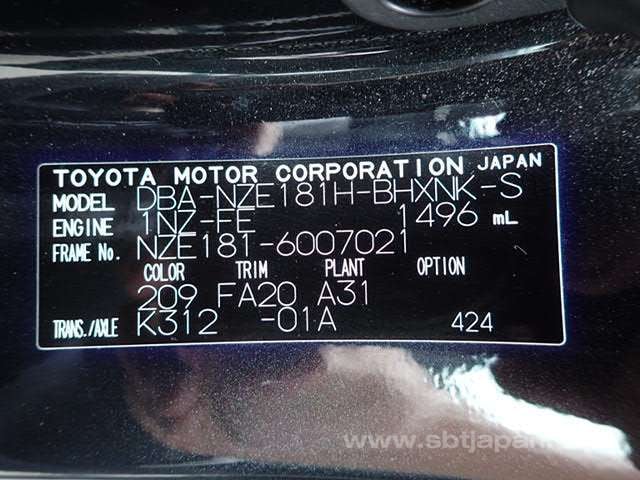 TOYOTA MOTOR CORPORATION JAPAN
MODEL DBA-NZE181H-BHXNK-S
ENGINE 1NZ-FE 1496 mL
FRAME No. NZE181-6007021
COLOR TRIM PLANT OPTION
209 FA20 A31
TRANS./AXLE K312 -01A 424
www.sbtjapan.